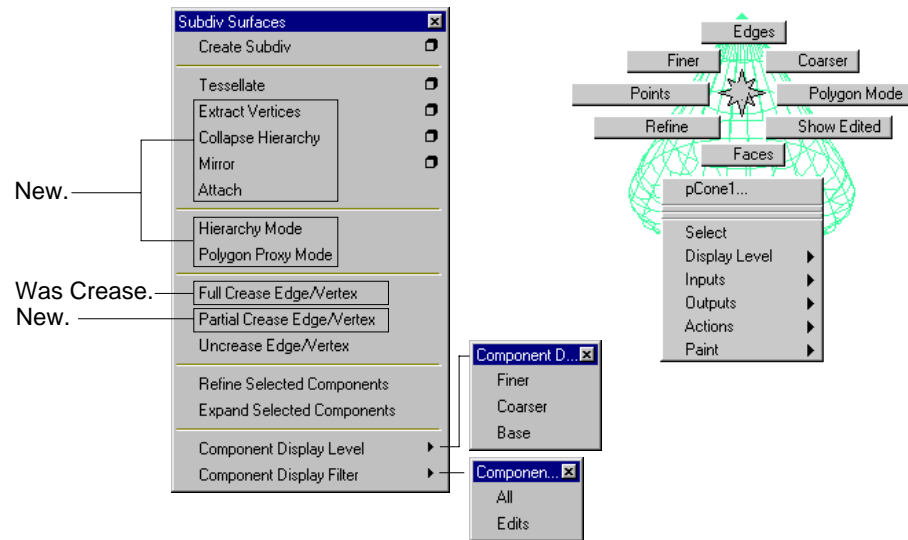 Subdiv Surfaces
Create Subdiv
Tessellate
Extract Vertices
Collapse Hierarchy
Mirror
Attach
New.
Hierarchy Mode
Polygon Proxy Mode
Was Crease.
Full Crease Edge/Vertex
New.
Partial Crease Edge/Vertex
Uncrease Edge/Vertex
Refine Selected Components
Expand Selected Components
Component Display Level
Component Display Filter
Component D...
Finer
Coarser
Base
Componen...
All
Edits
Edges
Finer
Coarser
Points
Polygon Mode
Refine
Show Edited
Faces
pCone1...
Select
Display Level
Inputs
Outputs
Actions
Paint